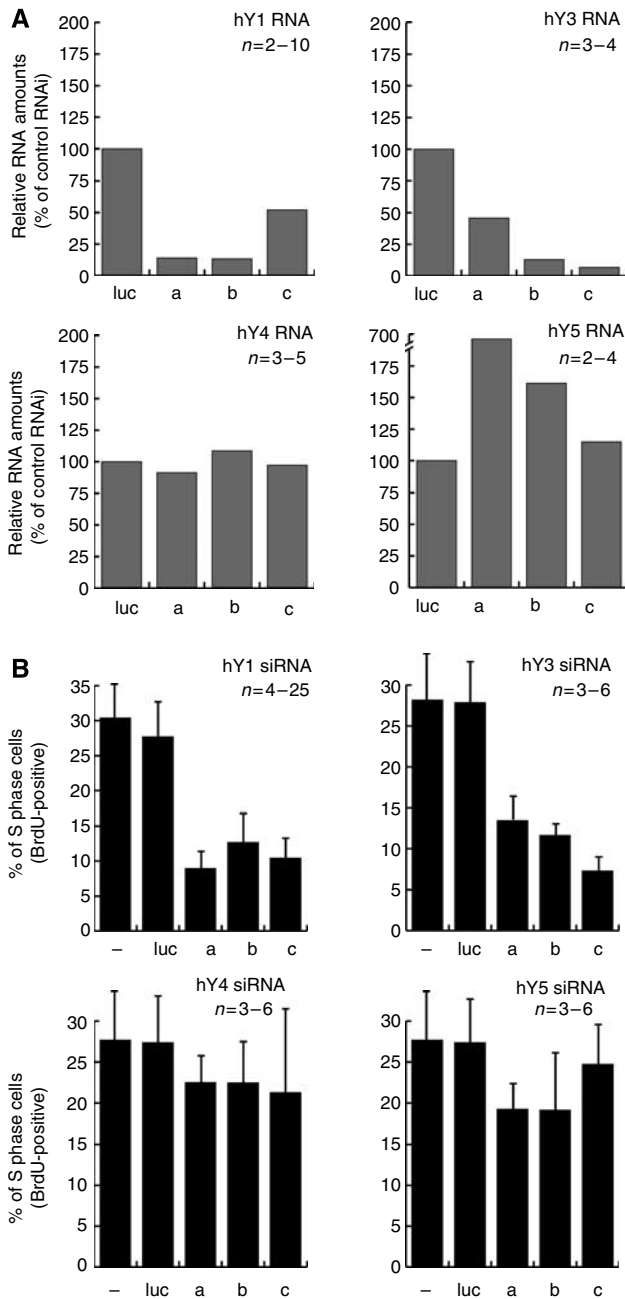 A
hY1 RNA
n=2–10
Relative RNA amounts
(% of control RNAi)
200
175
150
125
100
75
50
25
0
luc a b c
hY3 RNA
n=3–4
200
175
150
125
100
75
50
25
0
luc a b c
hY4 RNA
n=3–5
Relative RNA amounts
(% of control RNAi)
200
175
150
125
100
75
50
25
0
luc a b c
hY5 RNA
n=2–4
700
175
150
125
100
75
50
25
0
luc a b c
B
hY1 siRNA
n=4–25
% of S phase cells
(BrdU-positive)
35
30
25
20
15
10
5
0
– luc a b c
hY3 siRNA
n=3–6
30
25
20
15
10
5
0
– luc a b c
hY4 siRNA
n=3–6
% of S phase cells
(BrdU-positive)
30
25
20
15
10
5
0
– luc a b c
hY5 siRNA
n=3–6
30
25
20
15
10
5
0
– luc a b c